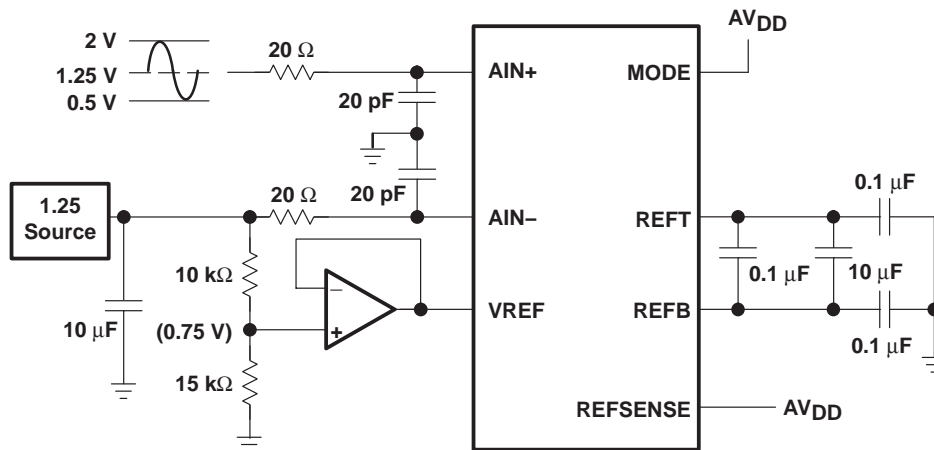 2 V
1.25 V
0.5 V
20 Ω
20 pF
AIN+
MODE
AVDD
1.25
Source
20 Ω
20 pF
AIN−
REFT
0.1 μF
10 kΩ
(0.75 V)
15 kΩ
10 μF
−
+
VREF
REFB
0.1 μF
10 μF
0.1 μF
REFSENSE
AVDD